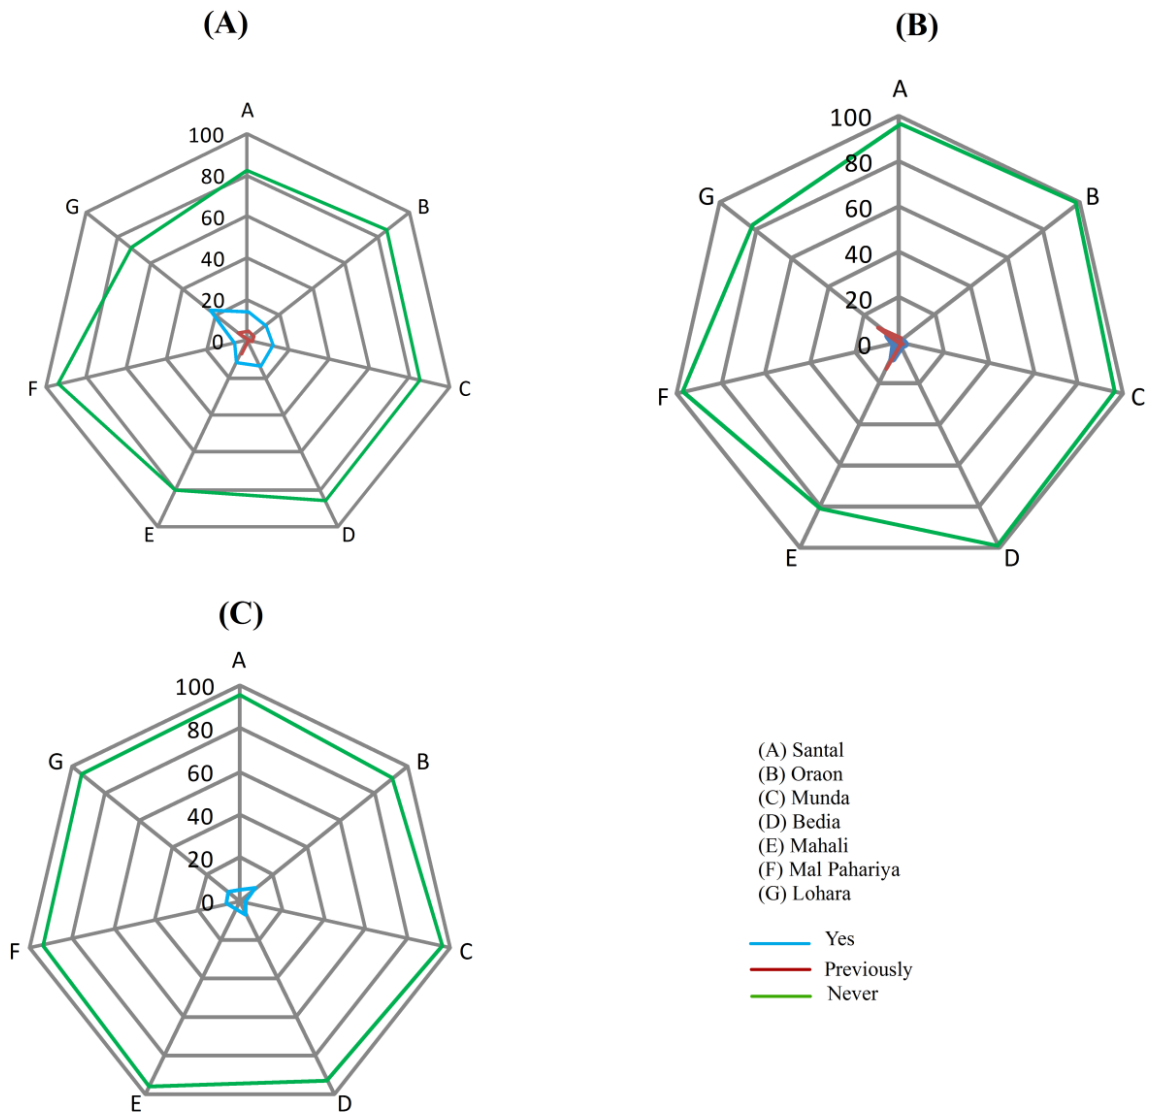 (A)
A
100
80
60
40
20
0
B
C
D
E
F
G
(B)
A
100
80
60
40
20
0
B
C
D
E
F
G
(C)
A
100
80
60
40
20
0
B
C
D
E
F
G
(A) Santal
(B) Oraon
(C) Munda
(D) Bedia
(E) Mahali
(F) Mal Pahariya
(G) Lohara
Yes
Previously
Never